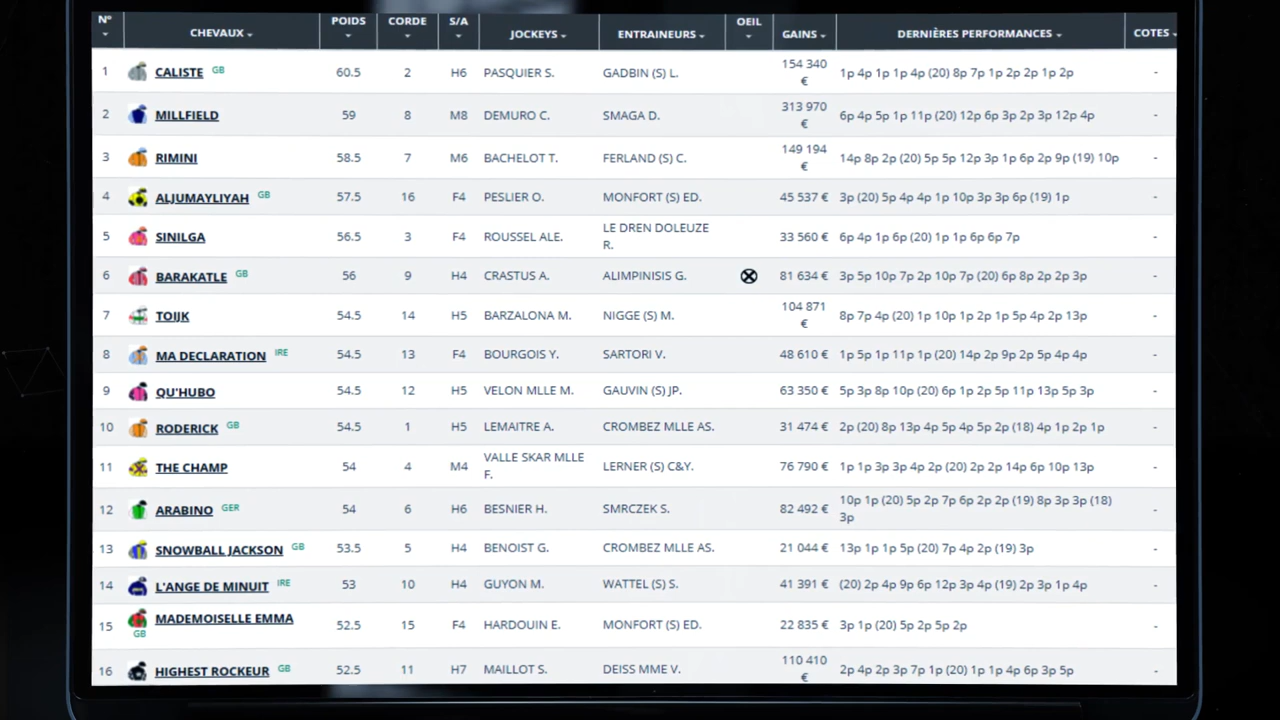 N° CHEVAUX POIDS CORDE S/A JOCKEYS ENTRAINEURS OEIL GAINS DERNIÈRES PERFORMANCES COTES
1 CALISTE GB 60.5 2 H6 PASQUIER S. GADBIN (S) L. 154 340 € 1p 4p 1p 1p 4p (20) 8p 7p 1p 2p 2p 1p 2p -
2 MILLFIELD 59 8 M8 DEMURO C. SMAGA D. 313 970 € 6p 4p 5p 1p 11p (20) 12p 6p 3p 2p 3p 12p 4p -
3 RIMINI 58.5 7 M6 BACHELOT T. FERLAND (S) C. 149 194 € 14p 8p 2p (20) 5p 5p 12p 3p 1p 6p 2p 9p (19) 10p -
4 ALJUMAYLIYAH GB 57.5 16 F4 PESLIER O. MONFORT (S) ED. 45 537 € 3p (20) 5p 4p 4p 1p 10p 3p 3p 6p (19) 1p -
5 SINILGA 56.5 3 F4 ROUSSEL ALE. LE DREN DOLEUZE R. 33 560 € 6p 4p 1p 6p (20) 1p 1p 6p 6p 7p -
6 BARAKATLE GB 56 9 H4 CRASTUS A. ALIMPINISIS G. 81 634 € 3p 5p 10p 7p 2p 10p 7p (20) 6p 8p 2p 2p 3p -
7 TOIJK 54.5 14 H5 BARZALONA M. NIGGE (S) M. 104 871 € 8p 7p 4p (20) 1p 10p 1p 2p 1p 5p 4p 2p 13p -
8 MA DECLARATION IRE 54.5 13 F4 BOURGOIS Y. SARTORI V. 48 610 € 1p 5p 1p 11p 1p (20) 14p 2p 9p 2p 5p 4p 4p -
9 QU'HUBO 54.5 12 H5 VELON MLLE M. GAUVIN (S) JP. 63 350 € 5p 3p 8p 10p (20) 6p 1p 2p 5p 11p 13p 5p 3p -
10 RODERICK GB 54.5 1 H5 LEMAITRE A. CROMBEZ MLLE AS. 31 474 € 2p (20) 8p 13p 4p 5p 4p 5p 2p (18) 4p 1p 2p 1p -
11 THE CHAMP 54 4 M4 VALLE SKAR MLLE F. LERNER (S) C&Y. 76 790 € 1p 1p 3p 3p 4p 2p (20) 2p 2p 14p 6p 10p 13p -
12 ARABINO GER 54 6 H6 BESNIER H. SMRCZEK S. 82 492 € 10p 1p (20) 5p 2p 7p 6p 2p 2p (19) 8p 3p 3p (18) 3p -
13 SNOWBALL JACKSON GB 53.5 5 H4 BENOIST G. CROMBEZ MLLE AS. 21 044 € 13p 1p 1p 5p (20) 7p 4p 2p (19) 3p -
14 L'ANGE DE MINUIT IRE 53 10 H4 GUYON M. WATTEL (S) S. 41 391 € (20) 2p 4p 9p 6p 12p 3p 4p (19) 2p 3p 1p 4p -
15 MADEMOISELLE EMMA GB 52.5 15 F4 HARDOUIN E. MONFORT (S) ED. 22 835 € 3p 1p (20) 5p 2p 5p 2p -
16 HIGHEST ROCKEUR GB 52.5 11 H7 MAILLOT S. DEISS MME V. 110 410 € 2p 4p 2p 3p 7p 1p (20) 1p 1p 4p 6p 3p 5p -